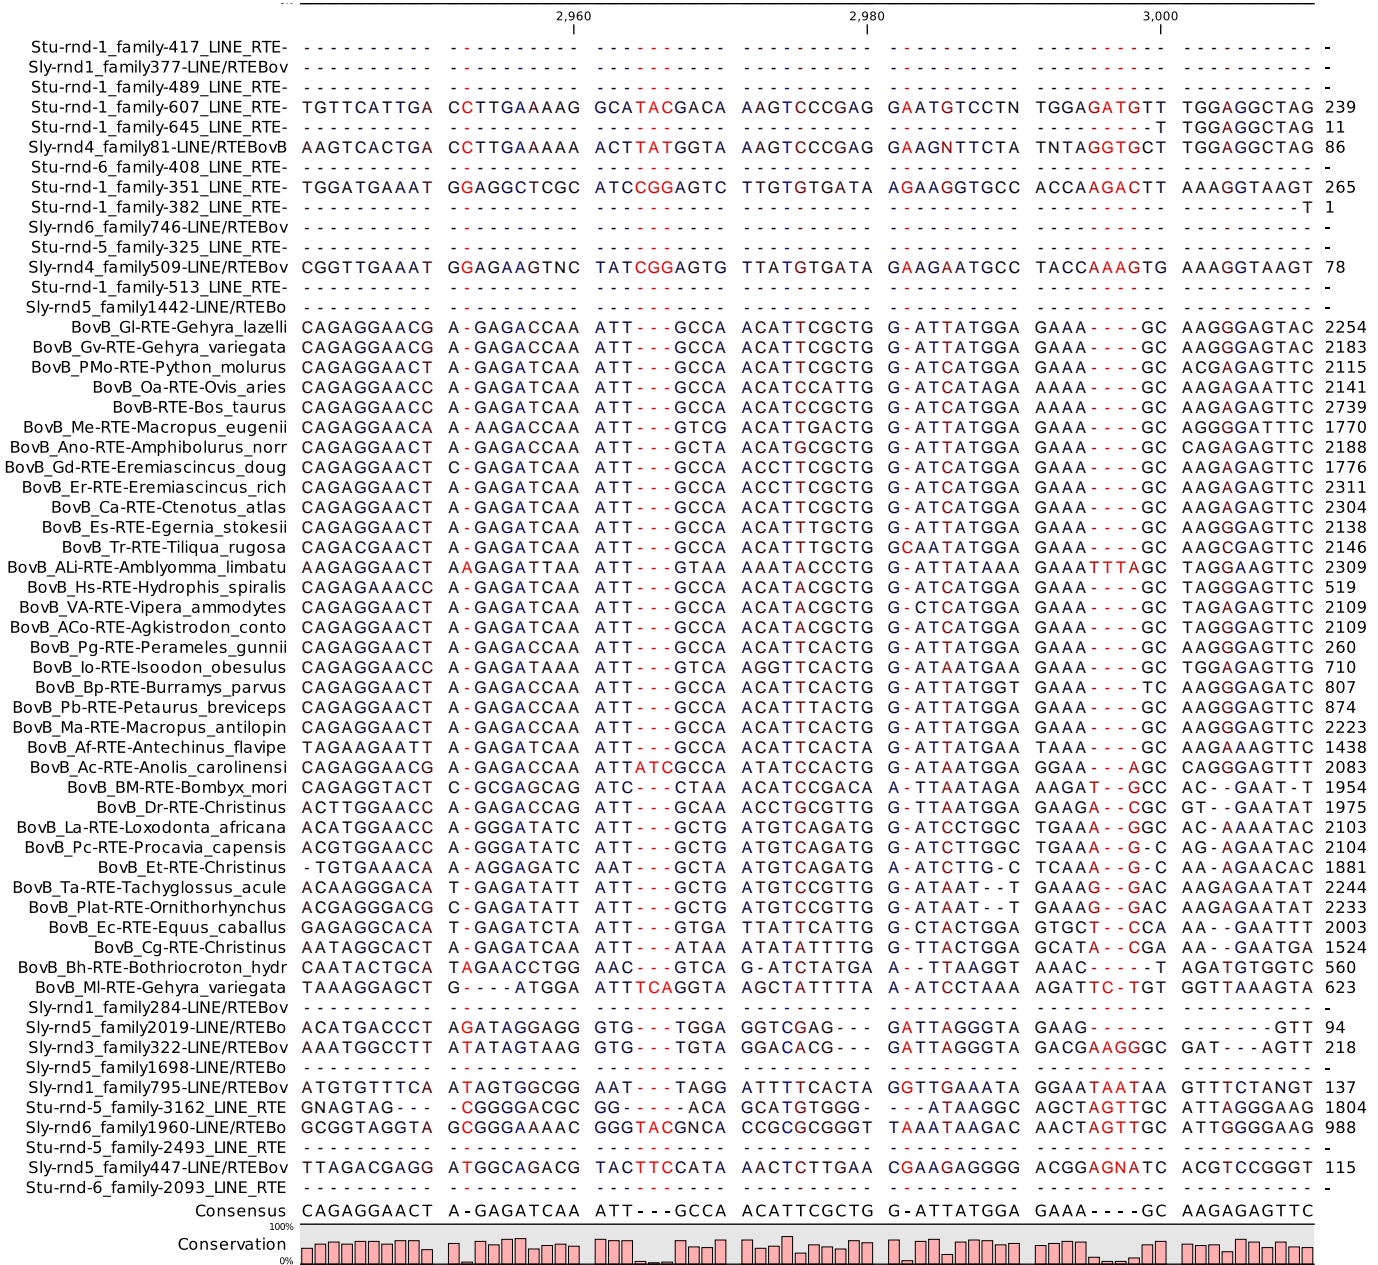 2,960 2,980 3,000
Stu-rnd-1_family-417_LINE_RTE- - - - - - - - - - - - - - - - - - - - - - - - - - - - - - - - - - - - - - - - - - - - - - - - - - - - - - - - - - - - - - - - - - - - - - - -
Sly-rnd1_family377-LINE/RTEBov - - - - - - - - - - - - - - - - - - - - - - - - - - - - - - - - - - - - - - - - - - - - - - - - - - - - - - - - - - - - - - - - - - - - - - -
Stu-rnd-1_family-489_LINE_RTE- - - - - - - - - - - - - - - - - - - - - - - - - - - - - - - - - - - - - - - - - - - - - - - - - - - - - - - - - - - - - - - - - - - - - - - -
Stu-rnd-1_family-607_LINE_RTE- TGTTCATTGA CCTTGAAAAG GCATACGACA AAGTCCCGAG GAATGTCCTN TGGAGATGTT TGGAGGCTAG 239
Stu-rnd-1_family-645_LINE_RTE- ---------- ---------- ---------- ---------- ---------- ---------T TGGAGGCTAG 11
Sly-rnd4_family81-LINE/RTEBovB AAGTCACTGA CCTTGAAAAA ACTTATGGTA AAGTCCCGAG GAAGNTTCTA TNTAGGTGCT TGGAGGCTAG 86
Stu-rnd-6_family-408_LINE_RTE- ---------- ---------- ---------- ---------- ---------- ---------- ---------- -
Stu-rnd-1_family-351_LINE_RTE- TGGATGAAAT GGAGGCTCGC ATCCGGAGTC TTGTGTGATA AGAAGGTGCC ACCAAGACTT AAAGGTAAGT 265
Stu-rnd-1_family-382_LINE_RTE- ---------- ---------- ---------- ---------- ---------- ---------- ---------T 1
Sly-rnd6_family746-LINE/RTEBov ---------- ---------- ---------- ---------- ---------- ---------- ---------- -
Stu-rnd-5_family-325_LINE_RTE- ---------- ---------- ---------- ---------- ---------- ---------- ---------- -
Sly-rnd4_family509-LINE/RTEBov CGGTTGAAAT GGAGAAGTNC TATCGGAGTG TTATGTGATA GAAGAATGCC TACCAAAGTG AAAGGTAAGT 78
Stu-rnd-1_family-513_LINE_RTE- ---------- ---------- ---------- ---------- ---------- ---------- ---------- -
Sly-rnd5_family1442-LINE/RTEBo ---------- ---------- ---------- ---------- ---------- ---------- ---------- -
BovB_Gl-RTE-Gehyra_lazelli CAGAGGAACG A-GAGACCAA ATT---GCCA ACATTCGCTG G-ATTATGGA GAAA----GC AAGGGAGTAC 2254
BovB_Gv-RTE-Gehyra_variegata CAGAGGAACG A-GAGACCAA ATT---GCCA ACATTCGCTG G-ATTATGGA GAAA----GC AAGGGAGTAC 2183
BovB_PMo-RTE-Python_molurus CAGAGGAACT A-GAGATCAA ATT---GCCA ACATCCGCTG G-ATCATGGA GAAA----GC ACGAGAGTTC 2115
BovB_Oa-RTE-Ovis_aries CAGAGGAACC A-GAGATCAA ATT---GCCA ACATCCATTG G-ATCATAGA AAAA----GC AAGAGAATTC 2141
BovB-RTE-Bos_taurus CAGAGGAACC A-GAGATCAA ATT---GCCA ACATCCGCTG G-ATCATGGA AAAA----GC AAGAGAGTTC 2739
BovB_Me-RTE-Macropus_eugenii CAGAGGAACA A-AAGACCAA ATT---GTCG ACATTGACTG G-ATTATGGA GAAA----GC AAGGGATTTC 1770
BovB_Ano-RTE-Amphibolurus_norr CAGAGGAACT A-GAGACCAA ATT---GCTA ACATGCGCTG G-ATTATGGA GAAA----GC CAGAGAGTTC 2188
BovB_Gd-RTE-Eremiascincus_doug CAGAGGAACT C-GAGATCAA ATT---GCCA ACCTTCGCTG G-ATCATGGA GAAA----GC AAGAGAGTTC 1776
BovB_Er-RTE-Eremiascincus_rich CAGAGGAACT A-GAGATCAA ATT---GCCA ACCTTCGCTG G-ATCATGGA GAAA----GC AAGAGAGTTC 2311
BovB_Ca-RTE-Ctenotus_atlas CAGAGGAACT A-GAGATCAA ATT---GCCA ACATTCGCTG G-ATCATGGA GAAA----GC AAGGGAGTTC 2304
BovB_Es-RTE-Egernia_stokesii CAGAGGAACT A-GAGATCAA ATT---GCCA ACATTTGCTG G-ATTATGGA GAAA----GC AAGGGAGTTC 2138
BovB_Tr-RTE-Tiliqua_rugosa CAGACGAACT A-GAGATCAA ATT---GCCA ACATTTGCTG GCAATATGGA GAAA----GC AAGCGAGTTC 2146
BovB_ALi-RTE-Amblyomma_limbatu AAGAGGAACT AAGAGATTAA ATT---GTAA AAATACCCTG G-ATTATAAA GAAATTTAGC TAAGGAATTC 2309
BovB_Hs-RTE-Hydrophis_spiralis CAGAGAAACC A-GAGATCAA ATT---GCCA ACATACGCTG G-ATCATGGA GAAA----GC TAGAGAGTTC 519
BovB_VA-RTE-Vipera_ammodytes CAGAGGAACT A-GAGATCAA ATT---GCCA ACATACGCTG G-CTCATGGA GAAA----GC TAGAGAGTTC 2109
BovB_ACo-RTE-Agkistrodon_conto CAGAGGAACT A-GAGATCAA ATT---GCCA ACATACGCTG G-ATCATGGA GAAA----GC TAGGGAGTTC 2109
BovB_Pg-RTE-Perameles_gunnii CAGAGGAACT A-GAGACCAA ATT---GCCA ACATTCACTG G-ATTATGGA GAAA----GC AAGGGAGTTC 260
BovB_Io-RTE-Isoodon_obesulus CAGAGGAACC A-GAGATAAA ATT---GTCA AGGTTCACTG G-ATAATGAA GAAA----GC TGGAGAGTTG 710
BovB_Bp-RTE-Burramys_parvus CAGAGGAACT A-GAGACCAA ATT---GCCA ACATTCACTG G-ATTATGGT GAAA----TC AAGGGAGATC 807
BovB_Pb-RTE-Petaurus_breviceps CAGAGGAACT A-GAGACCAA ATT---GCCA ACATTTACTG G-ATTATGGA GAAA----GC AAGGGAGTTC 874
BovB_Ma-RTE-Macropus_antilopin CAGAGGAACT A-GAGACCAA ATT---GCCA ACATTCACTG G-ATTATGGA GAAA----GC AAGGGAGTTC 2223
BovB_Af-RTE-Antechinus_flavipe TAGAAGAATT A-GAGATCAA ATT---GCCA ACATTCACTA G-ATTATGAA TAAA----GC AAGAAAGTTC 1438
BovB_Ac-RTE-Anolis_carolinensi CAGAGGAACG A-GAGACCAA ATTATCGCCA ACATCCACTG G-ATAATGGA GGAA---AGC CAGGGAGTTT 2083
BovB_BM-RTE-Bombyx_mori CAGAGGTACT C-GCGAGCAG ATC---CTAA ACATATCCGACA A-TTAATAGA AAGAT--GCC AC--GAAT-T 1954
BovB_Dr-RTE-Christinus ACTTGGAACC A-GAGACCAG ATT---GCAA ACCTGCGTTG G-TTATGGA GAAGA--CGC GT--GAATAT 1975
BovB_La-RTE-Loxodonta_africana ACATGGAACC A-GGGATATC ATT---GCTG ATGTCAGATG G-ATCCTGGC TGAAA--GGC AC-AAAATAC 2103
BovB_Pc-RTE-Procavia_capensis ACGTGGAACC A-GGGATATC ATT---GCTG ATGTCAGATG G-ATCTTGGC TGAAA--G-C AG-AGAATAC 2104
BovB_Et-RTE-Christinus -TGTGAAACA A-AGGAGATC AAT---GCTA ATGTCAGATG A-ATCTTG-C TCAAA--G-C AA-AGAACAC 1881
BovB_Ta-RTE-Tachyglossus_acule ACAAGGGACA T-GAGATATT ATT---GCTG ATGTCCGTTG G-ATAAT--T GAAAG--GAC AAGAGAATAT 2244
BovB_Plat-RTE-Ornithorhynchus ACGAGGGACG C-GAGATATT ATT---GCTG ATGTCCGTTG G-ATAAT--T GAAAG--GAC AAGAGAATAT 2233
BovB_Ec-RTE-Equus_caballus GAGAGGCACA T-GAGATCTA ATT---GTGA TTATTCATTG G-CTACTGGA GTGCT--CCA AA--GAATTT 2003
BovB_Cg-RTE-Christinus AATAGGCACT A-GAGATCAA ATT---ATAA ATATATTTTG G-TTACTGGA GCATA--CGA AA--GAATGA 1524
BovB_Bh-RTE-Bothriocroton_hydr CAATACTGCA TAGAACCTGG AAC---GTCA G-ATCTATGA A--TTAAGGT AAAC-----T AGATGTGGTC 560
BovB_Ml-RTE-Gehyra_variegata TAAAGGAGCT G----ATGGA ATTTCAGGTA AGCTATTTTA A-ATCCTAAA AGATTC-TGT GGTTAAAGTA 623
Sly-rnd1_family284-LINE/RTEBov ---------- ---------- ---------- ---------- ---------- ---------- ---------- -
Sly-rnd5_family2019-LINE/RTEBo ACATGACCCT AGATAGGAGG GTG---TGGA GGTCGAG--- GATTAGGGTA GAAG------ -------GTT 94
Sly-rnd3_family322-LINE/RTEBov AAATGGCCTT ATATAGTAAG GTG---TGTA GGACACG--- GATTAGGGTA GACGAAGGGC GAT---AGTT 218
Sly-rnd5_family1698-LINE/RTEBo ---------- ---------- ---------- ---------- ---------- ---------- ---------- -
Sly-rnd1_family795-LINE/RTEBov ATGTGTTTCA ATAGTGGCGG AAT---TAGG ATTTTCACTA GGTTGAAATA GGAATAATAA GTTTCTANGT 137
Stu-rnd-5_family-3162_LINE_RTE GNAGTAG--- -CGGGGACGC GG-----ACA GCATGTGGG- ---ATAAGGC AGCTAGTTGC ATTAGGGAAG 1804
Sly-rnd6_family1960-LINE/RTEBo GCGGTAGGTA GCGGGAAAAC GGGTACGNCA CCGCGCGGGT TAAATAAGAC AACTAGTTGC ATTGGGGAAG 988
Stu-rnd-5_family-2493_LINE_RTE ---------- ---------- ---------- ---------- ---------- ---------- ---------- -
Sly-rnd5_family447-LINE/RTEBov TTAGACGAGG ATGGCAGACG TACTTCCATA AACTCTTGAA CGAAGAGGGG ACGGAGNATC ACGTCCGGGT 115
Stu-rnd-6_family-2093_LINE_RTE ---------- ---------- ---------- ---------- ---------- ---------- ---------- -
Consensus CAGAGGAACT A-GAGATCAA ATT---GCCA ACATTCGCTG G-ATTATGGA GAAA----GC AAGAGAGTTC
100%
Conservation
0%